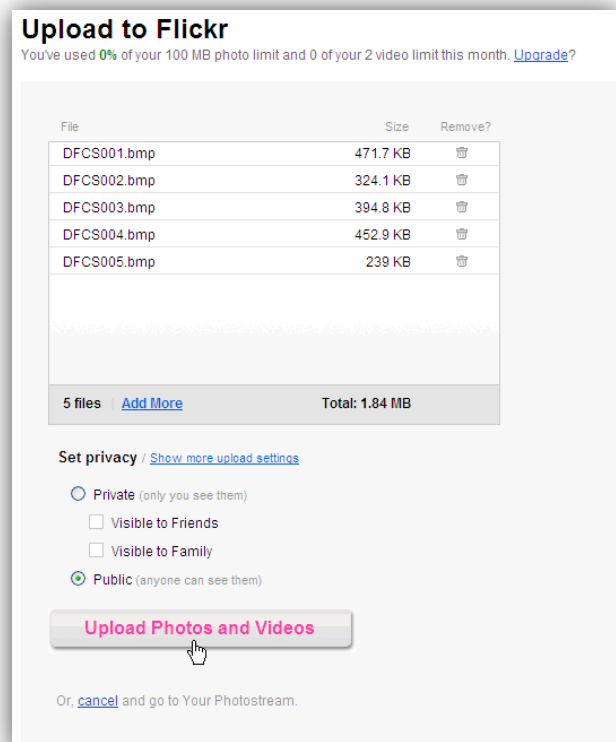 Upload to Flickr
You've used 0% of your 100 MB photo limit and 0 of your 2 video limit this month. Upgrade?
File Size Remove?
DFCS001.bmp 471.7 KB
DFCS002.bmp 324.1 KB
DFCS003.bmp 394.8 KB
DFCS004.bmp 452.9 KB
DFCS005.bmp 239 KB
5 files Add More Total: 1.84 MB
Set privacy / Show more upload settings
Private (only you see them)
Visible to Friends
Visible to Family
Public (anyone can see them)
Upload Photos and Videos
Or, cancel and go to Your Photostream.